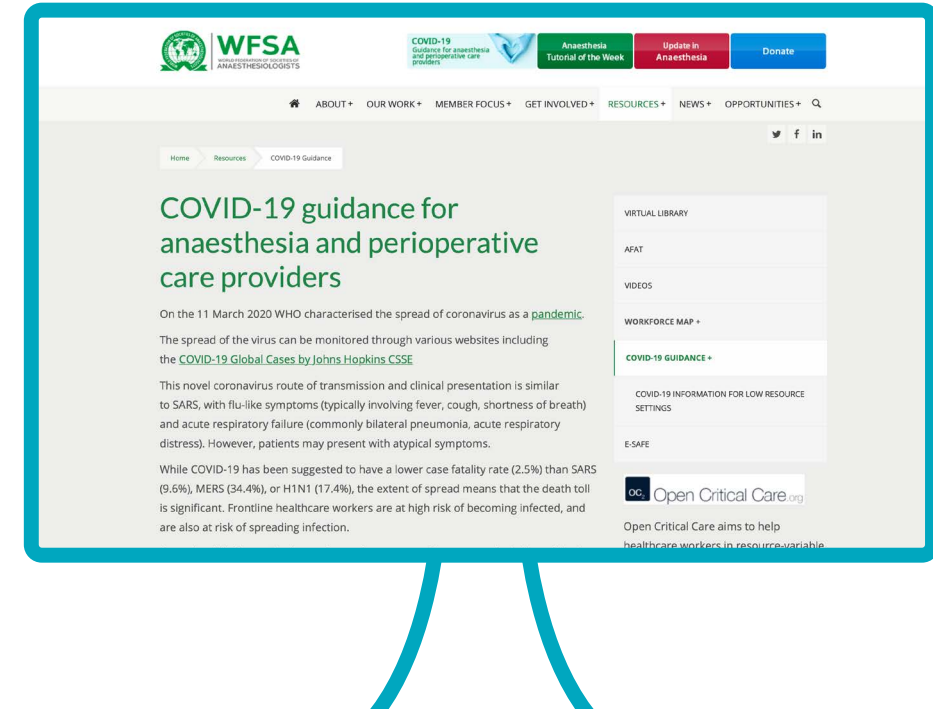 WFSA
WORLD FEDERATION OF SOCIETIES OF
ANAESTHESIOLOGISTS
COVID-19
Guidance for anaesthesia
and perioperative care
providers
Anaesthesia
Tutorial of the Week
Update in
Anaesthesia
Donate
ABOUT +
OUR WORK +
MEMBER FOCUS +
GET INVOLVED +
RESOURCES +
NEWS +
OPPORTUNITIES +
Home
Resources
COVID-19 Guidance
COVID-19 guidance for
anaesthesia and perioperative
care providers
On the 11 March 2020 WHO characterised the spread of coronavirus as a pandemic.
The spread of the virus can be monitored through various websites including
the COVID-19 Global Cases by Johns Hopkins CSSE
This novel coronavirus route of transmission and clinical presentation is similar
to SARS, with flu-like symptoms (typically involving fever, cough, shortness of breath)
and acute respiratory failure (commonly bilateral pneumonia, acute respiratory
distress). However, patients may present with atypical symptoms.
While COVID-19 has been suggested to have a lower case fatality rate (2.5%) than SARS
(9.6%), MERS (34.4%), or H1N1 (17.4%), the extent of spread means that the death toll
is significant. Frontline healthcare workers are at high risk of becoming infected, and
are also at risk of spreading infection.
VIRTUAL LIBRARY
AFAT
VIDEOS
WORKFORCE MAP +
COVID-19 GUIDANCE +
COVID-19 INFORMATION FOR LOW RESOURCE
SETTINGS
E-SAFE
OC Open Critical Care.org
Open Critical Care aims to help
healthcare workers in resource-variable